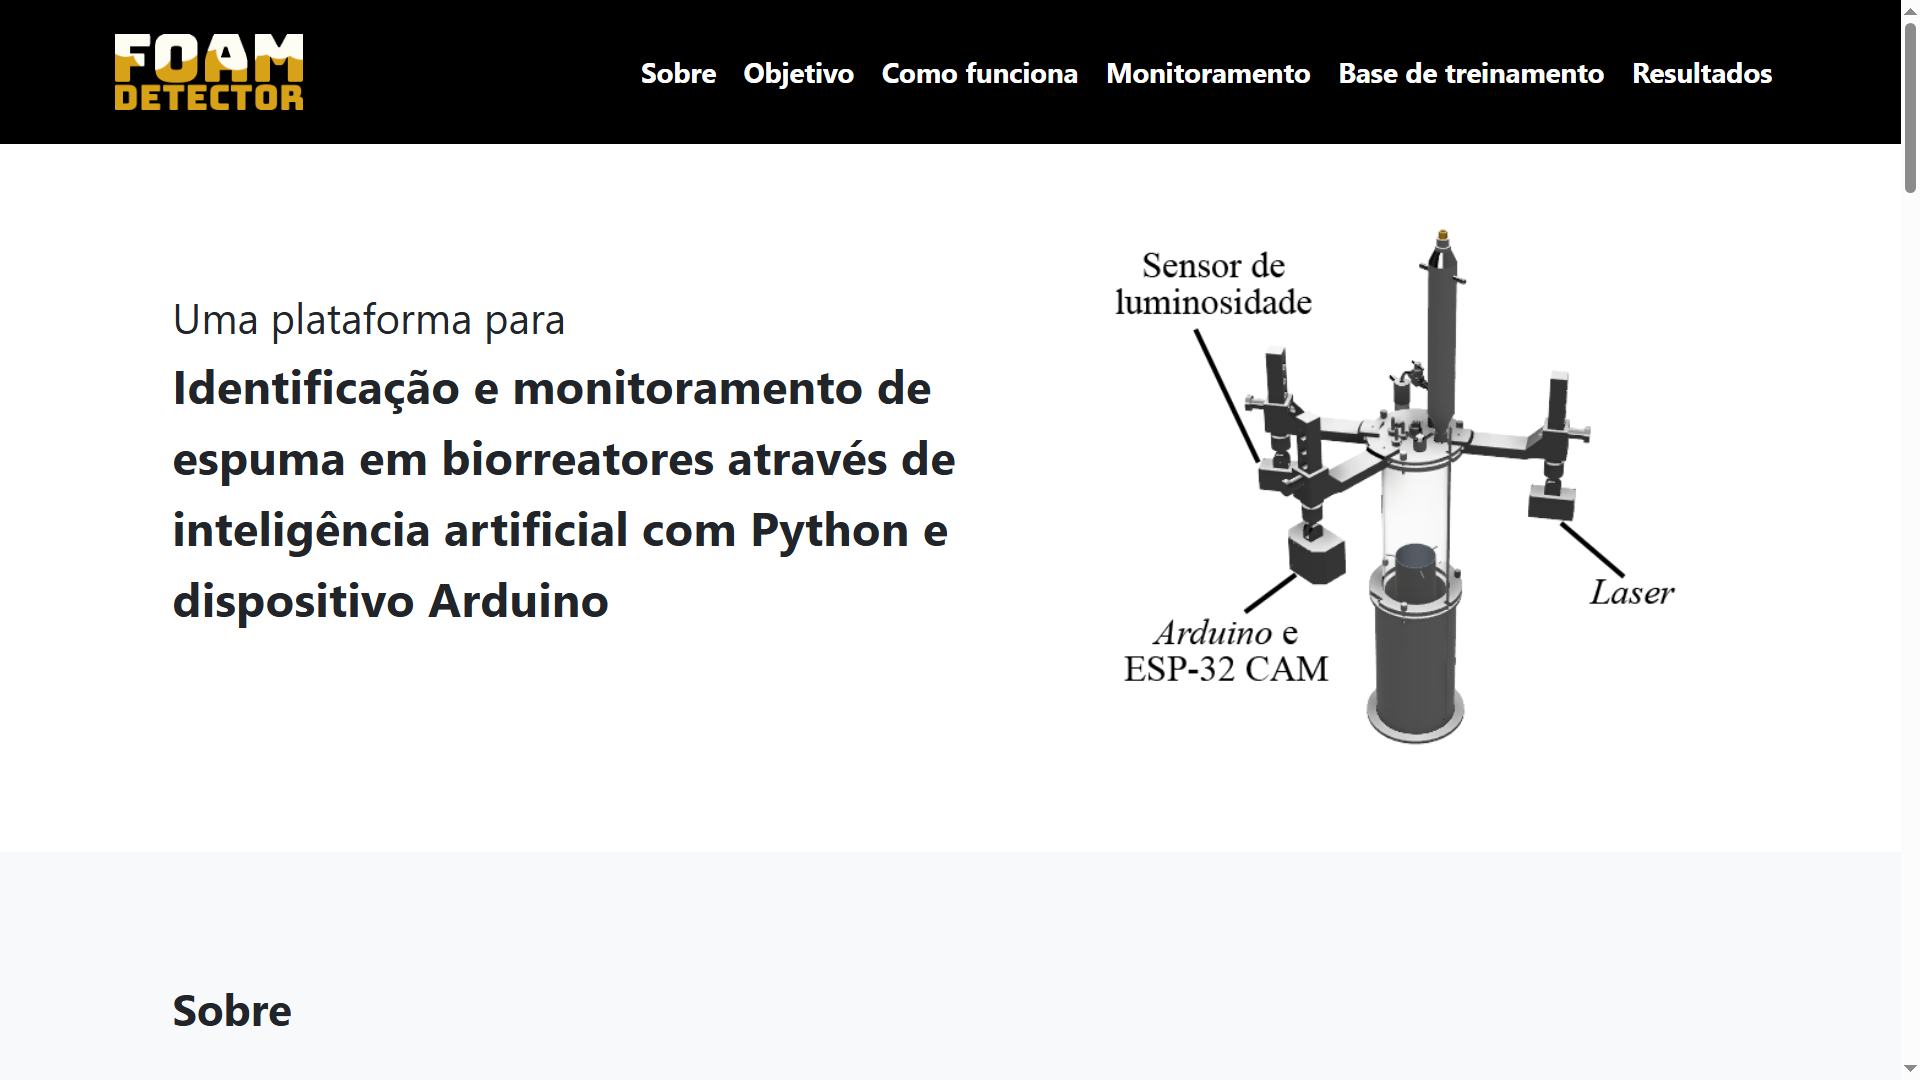 FOAM
DETECTOR
Sobre Objetivo Como funciona Monitoramento Base de treinamento Resultados
Uma plataforma para
Identificação e monitoramento de
espuma em biorreatores através de
inteligência artificial com Python e
dispositivo Arduino
Sensor de
luminosidade
Laser
Arduino e
ESP-32 CAM
Sobre